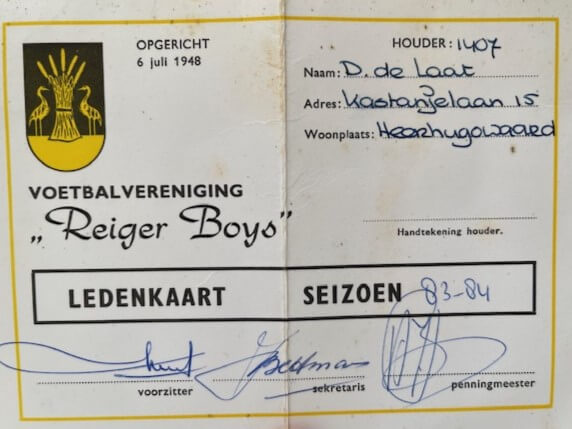 OPGERICHT
6 juli 1948
HOUDER: 1407
Naam: D. de Laat
Adres: Kastanjelaan 15
Woonplaats: Heerhugowaard
VOETBALVERENIGING
„Reiger Boys”
Handtekening houder.
LEDENKAART SEIZOEN 83-84
voorzitter
sekretaris
penningmeester